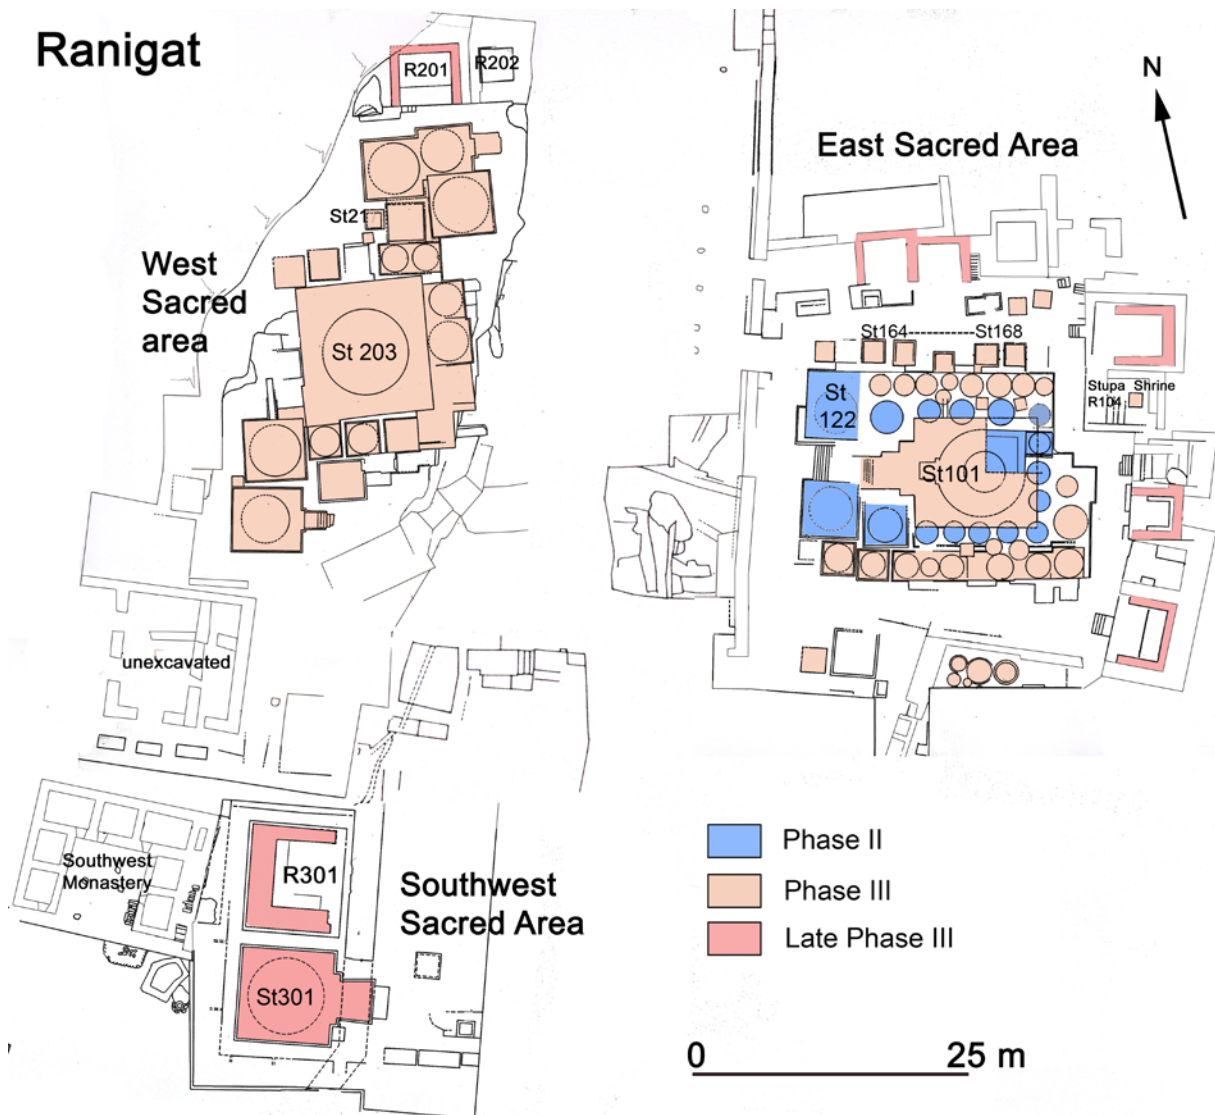 Ranigat
R201
R202
N
East Sacred Area
St21
West
Sacred
area
St 203
St164
St168
Stupa Shrine
R104
St
122
St101
unexcavated
Southwest
Monastery
R301
Southwest
Sacred Area
St301
Phase II
Phase III
Late Phase III
0
25 m